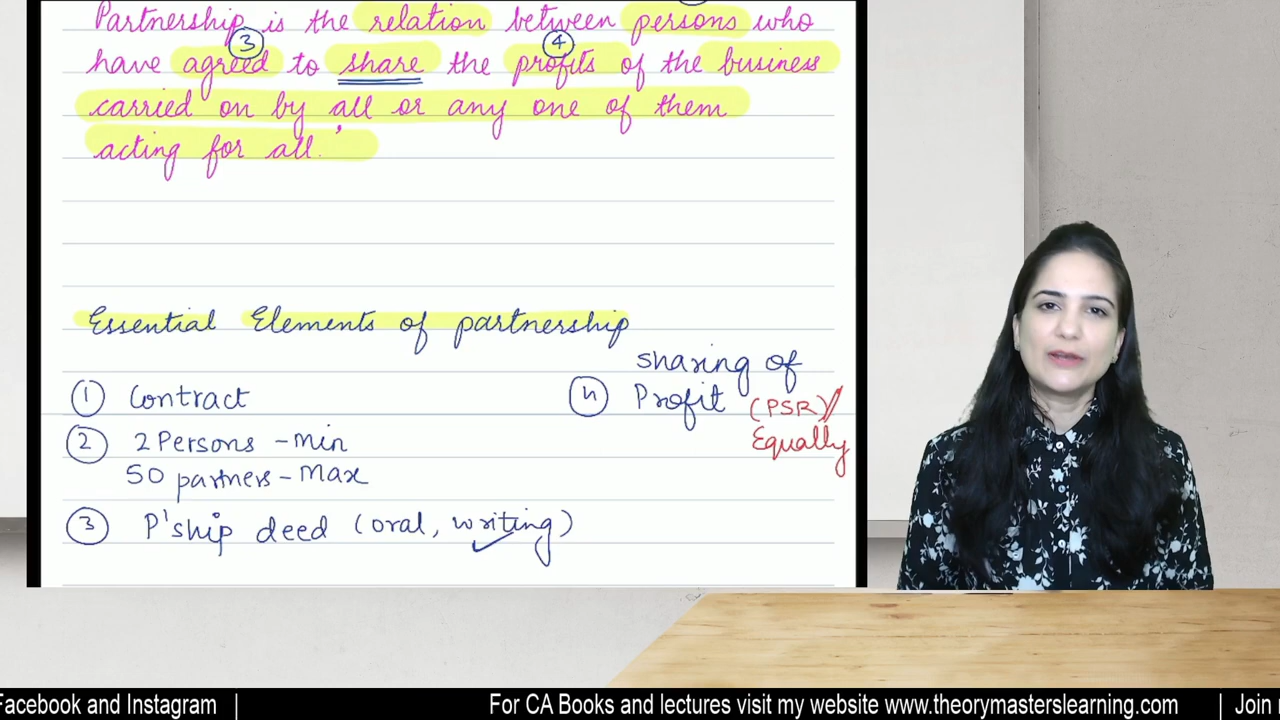 Partnership is the relation between persons who
3 4
have agreed to share the profits of the business
carried on by all or any one of them
acting for all.'
Essential Elements of partnership
1 Contract
2 2 Persons - Min
50 partners - Max
3 P'ship deed (oral, writing)
4 sharing of
Profit (PSR)/
Equally
Facebook and Instagram | For CA Books and lectures visit my website www.theorymasterslearning.com | Join